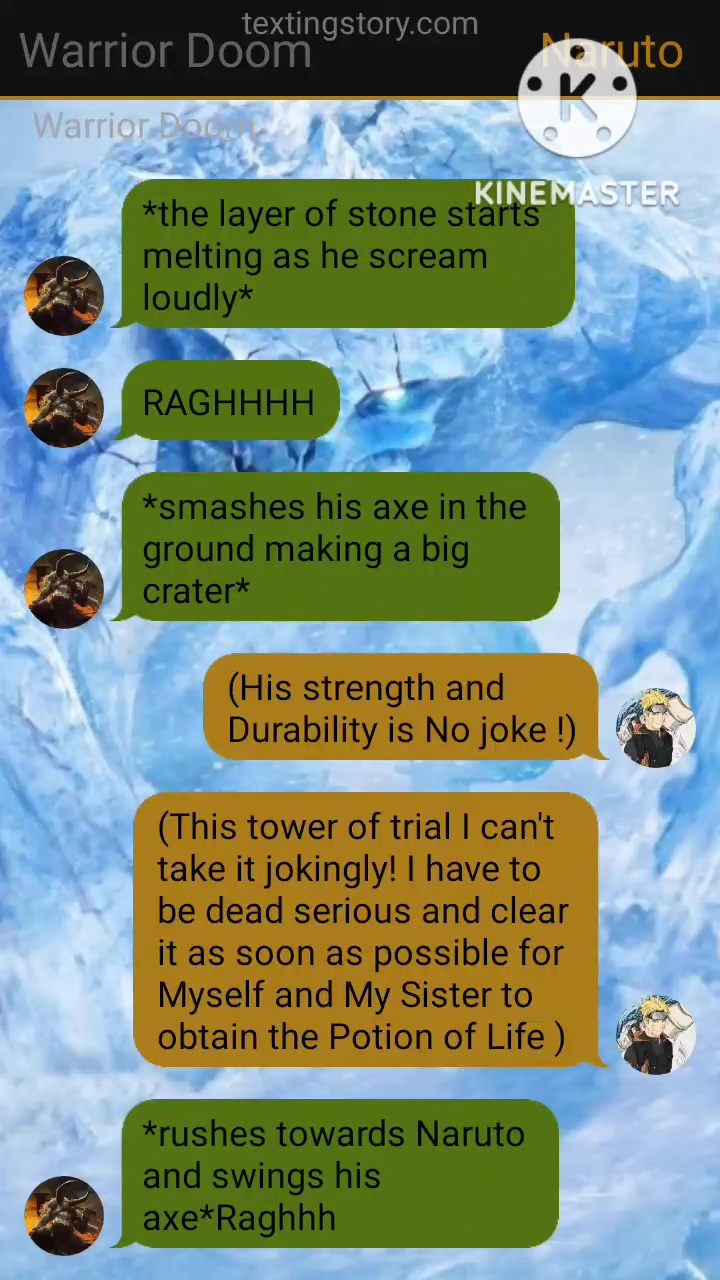 textingstory.com
Warrior Doom
Naruto
K
KINEMASTER
Warrior Doom
*the layer of stone starts
melting as he scream
loudly*
RAGHHHH
*smashes his axe in the
ground making a big
crater*
(His strength and
Durability is No joke !)
(This tower of trial I can't
take it jokingly! I have to
be dead serious and clear
it as soon as possible for
Myself and My Sister to
obtain the Potion of Life )
*rushes towards Naruto
and swings his
axe*Raghhh